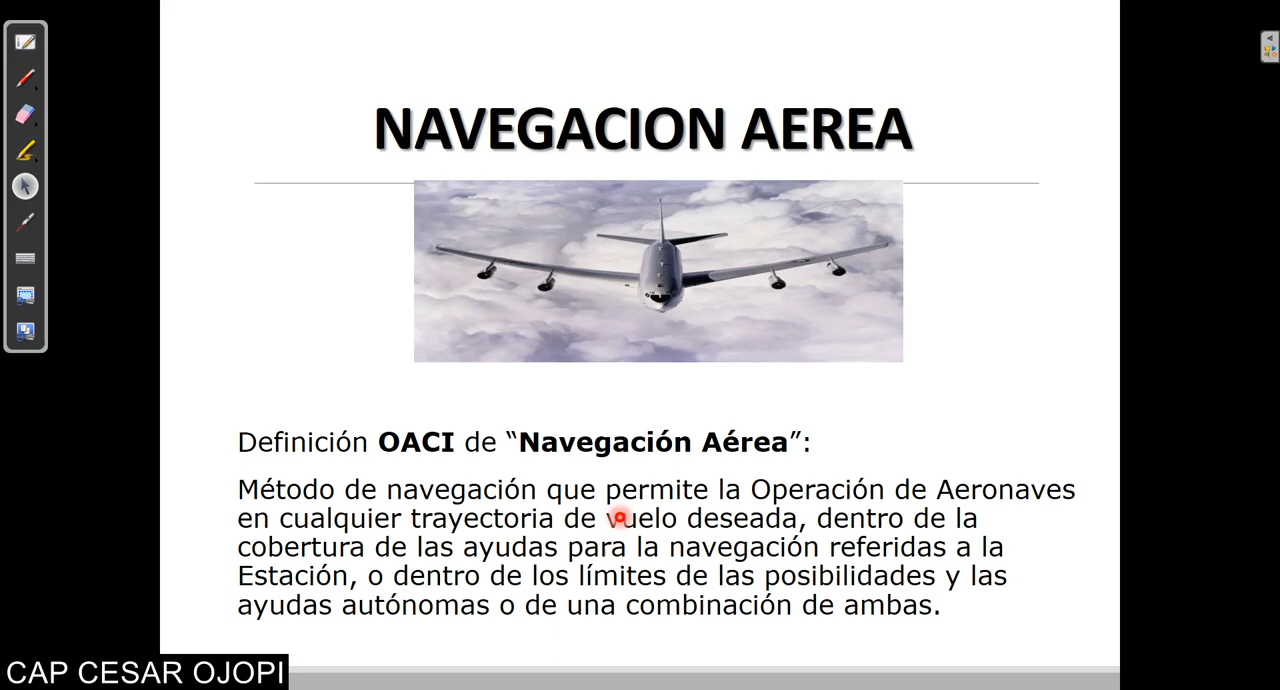 NAVEGACION AEREA
Definición OACI de “Navegación Aérea”:
Método de navegación que permite la Operación de Aeronaves
en cualquier trayectoria de vuelo deseada, dentro de la
cobertura de las ayudas para la navegación referidas a la
Estación, o dentro de los límites de las posibilidades y las
ayudas autónomas o de una combinación de ambas.
CAP CESAR OJOPI